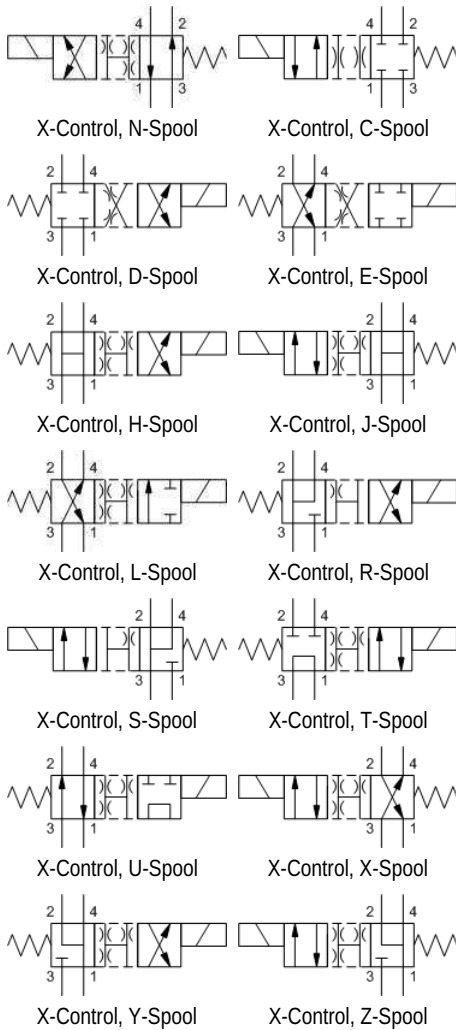 4 2
1 3
X-Control, N-Spool
4 2
1 3
X-Control, C-Spool
2 4
3 1
X-Control, D-Spool
2 4
3 1
X-Control, E-Spool
2 4
3 1
X-Control, H-Spool
2 4
3 1
X-Control, J-Spool
2 4
3 1
X-Control, L-Spool
2 4
3 1
X-Control, R-Spool
2 4
3 1
X-Control, S-Spool
2 4
3 1
X-Control, T-Spool
2 4
3 1
X-Control, U-Spool
2 4
3 1
X-Control, X-Spool
2 4
3 1
X-Control, Y-Spool
2 4
3 1
X-Control, Z-Spool